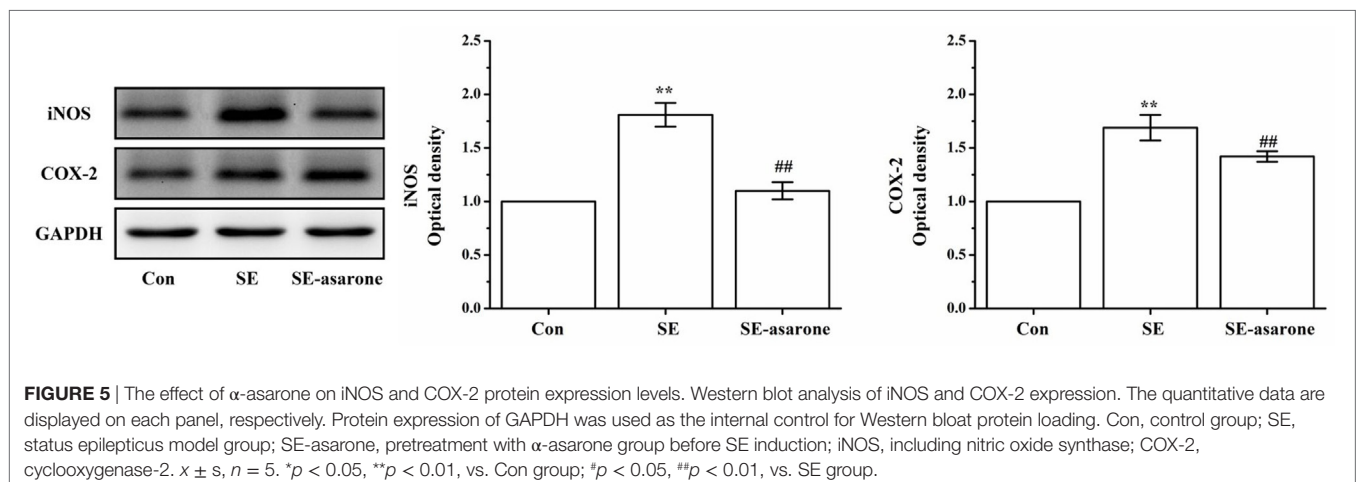 iNOS
COX-2
GAPDH
Con SE SE-asarone
iNOS
Optical density
2.5
2.0
1.5
1.0
0.5
0.0
**
##
Con SE SE-asarone
COX-2
Optical density
2.5
2.0
1.5
1.0
0.5
0.0
**
##
Con SE SE-asarone
FIGURE 5 | The effect of α-asarone on iNOS and COX-2 protein expression levels. Western blot analysis of iNOS and COX-2 expression. The quantitative data are
displayed on each panel, respectively. Protein expression of GAPDH was used as the internal control for Western bloat protein loading. Con, control group; SE,
status epilepticus model group; SE-asarone, pretreatment with α-asarone group before SE induction; iNOS, including nitric oxide synthase; COX-2,
cyclooxygenase-2. x ± s, n = 5. *p < 0.05, **p < 0.01, vs. Con group; #p < 0.05, ##p < 0.01, vs. SE group.